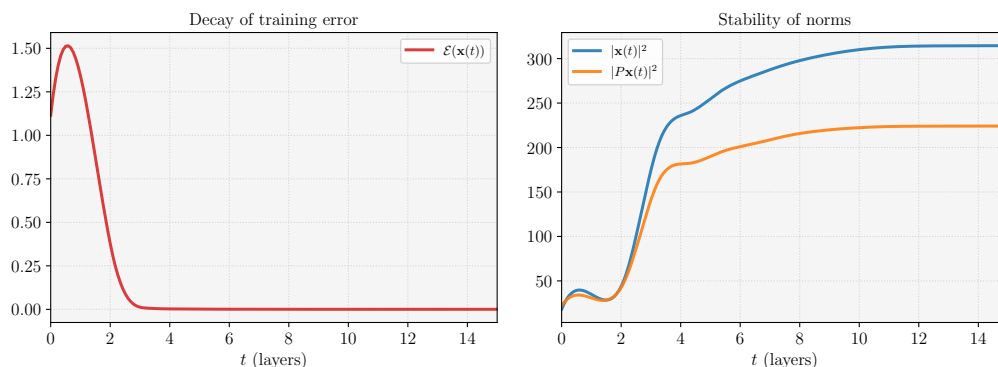 Decay of training error
1.50
1.25
1.00
0.75
0.50
0.25
0.00
0 2 4 6 8 10 12 14
t (layers)
ℰ(𝐱(t))
Stability of norms
300
250
200
150
100
50
0 2 4 6 8 10 12 14
t (layers)
|𝐱(t)|²
|P𝐱(t)|²